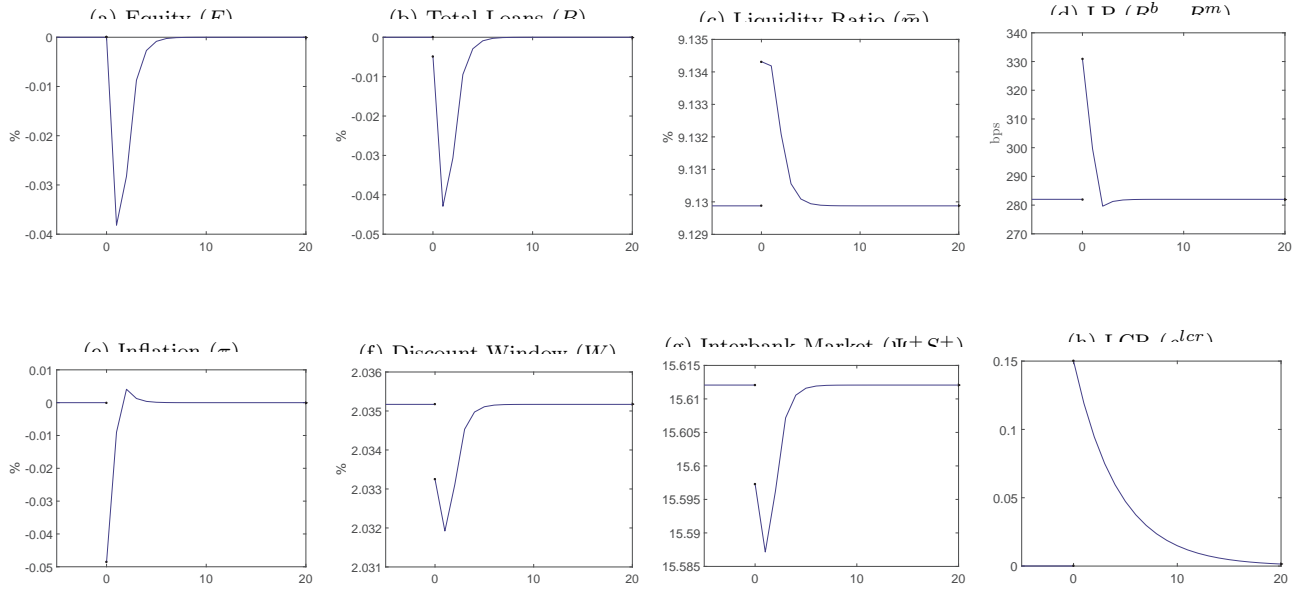 (a) Equity (E) (b) Total Loans (B) (c) Liquidity Ratio (m̄) (d) LP (R^b R^m)
0 -0.01 -0.02 -0.03 -0.04
%
0 10 20
0 -0.01 -0.02 -0.03 -0.04 -0.05
%
0 10 20
9.135 9.134 9.133 9.132 9.131 9.13 9.129
%
0 10 20
340 330 320 310 300 290 280 270
bps
0 10 20
(e) Inflation (π) (f) Discount Window (W) (g) Interbank Market (Ψ⁺S⁺) (h) LCR (ρ^lcr)
0.01 0 -0.01 -0.02 -0.03 -0.04 -0.05
%
0 10 20
2.036 2.035 2.034 2.033 2.032 2.031
%
0 10 20
15.615 15.61 15.605 15.6 15.595 15.59 15.585
0 10 20
0.15 0.1 0.05 0
0 10 20